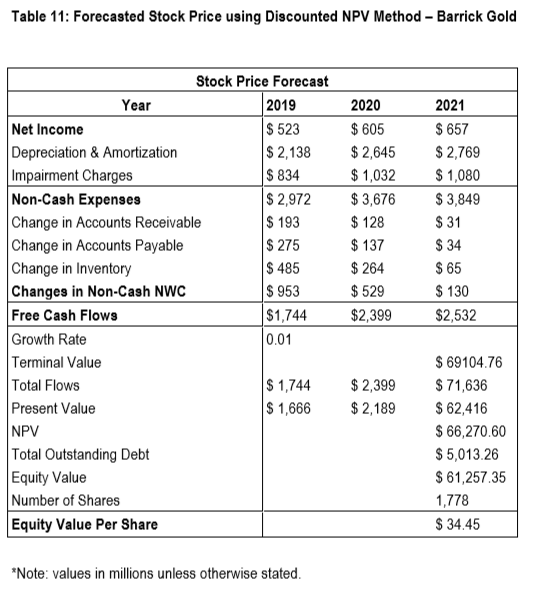 Table 11: Forecasted Stock Price using Discounted NPV Method – Barrick Gold
Stock Price Forecast
Year 2019 2020 2021
Net Income $ 523 $ 605 $ 657
Depreciation & Amortization $ 2,138 $ 2,645 $ 2,769
Impairment Charges $ 834 $ 1,032 $ 1,080
Non-Cash Expenses $ 2,972 $ 3,676 $ 3,849
Change in Accounts Receivable $ 193 $ 128 $ 31
Change in Accounts Payable $ 275 $ 137 $ 34
Change in Inventory $ 485 $ 264 $ 65
Changes in Non-Cash NWC $ 953 $ 529 $ 130
Free Cash Flows $1,744 $2,399 $2,532
Growth Rate 0.01
Terminal Value $ 69104.76
Total Flows $ 1,744 $ 2,399 $ 71,636
Present Value $ 1,666 $ 2,189 $ 62,416
NPV $ 66,270.60
Total Outstanding Debt $ 5,013.26
Equity Value $ 61,257.35
Number of Shares 1,778
Equity Value Per Share $ 34.45
*Note: values in millions unless otherwise stated.